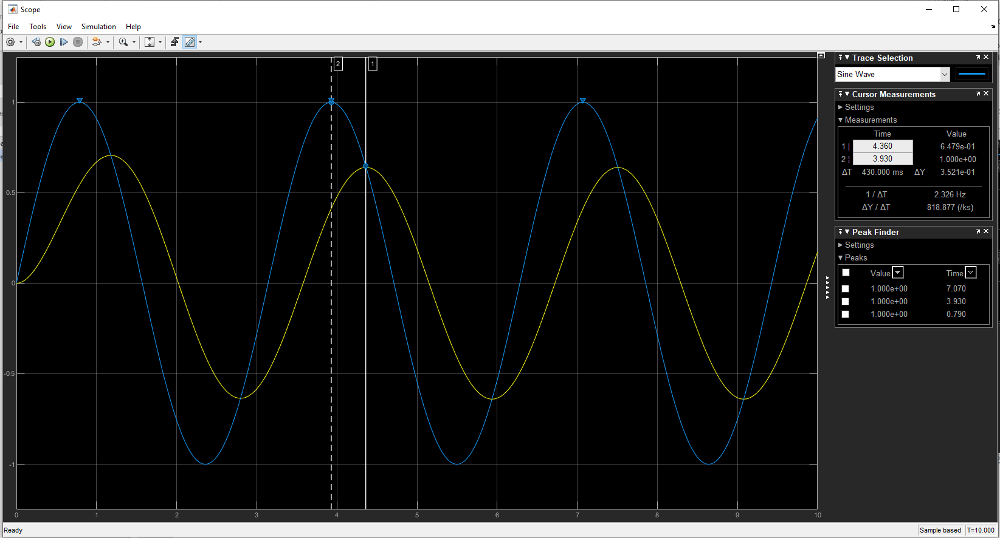 Scope
File Tools View Simulation Help
2 1
1
0.5
0
-0.5
-1
0 1 2 3 4 5 6 7 8 9 10
Trace Selection
Sine Wave
Cursor Measurements
Settings
Measurements
Time Value
1 | 4.360 6.479e-01
2 ¦ 3.930 1.000e+00
ΔT 430.000 ms ΔY 3.521e-01
1 / ΔT 2.326 Hz
ΔY / ΔT 818.877 (/ks)
Peak Finder
Settings
Peaks
Value Time
1.000e+00 7.070
1.000e+00 3.930
1.000e+00 0.790
Ready Sample based T=10.000